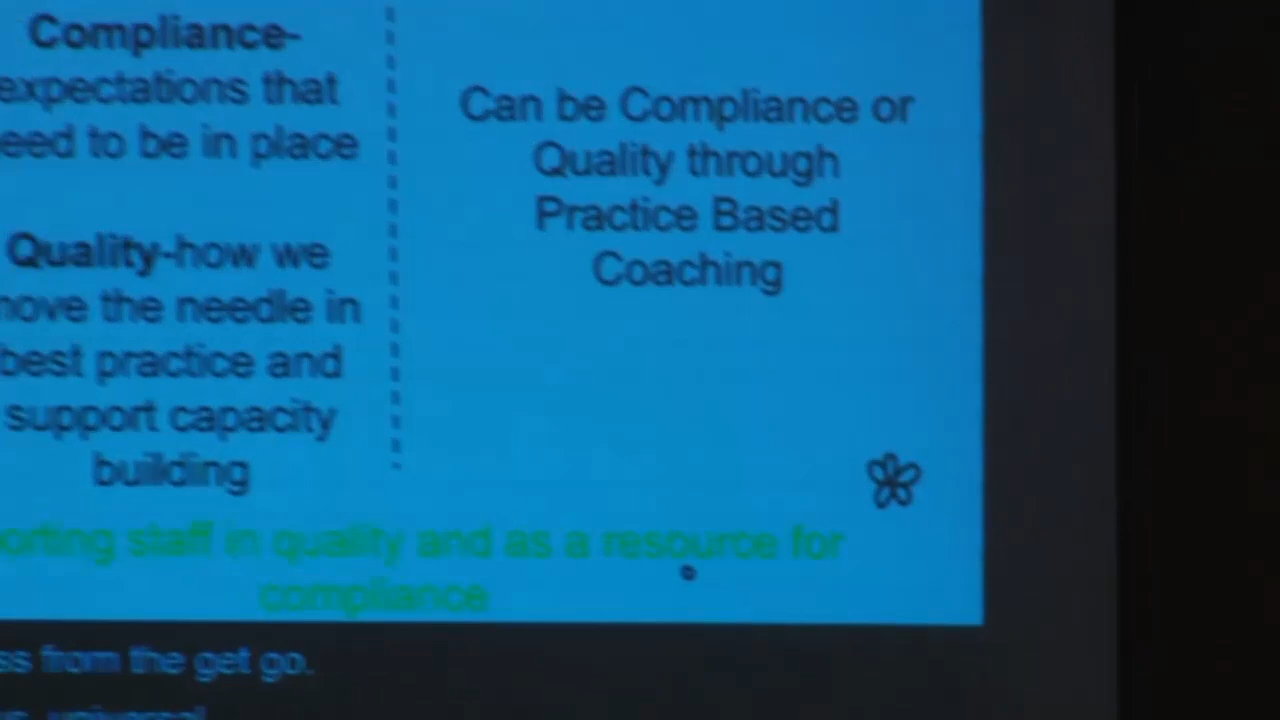 Compliance-
expectations that
eed to be in place
Quality-how we
move the needle in
best practice and
support capacity
building
Can be Compliance or
Quality through
Practice Based
Coaching
orting staff in quality and as a resource for
compliance
ss from the get go.
universal